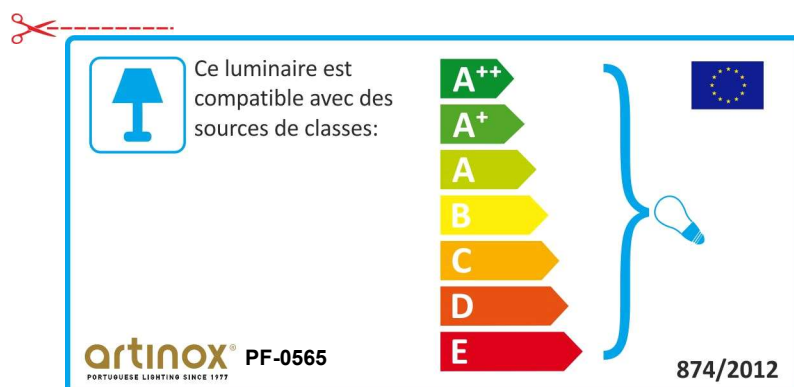 Ce luminaire est
compatible avec des
sources de classes:
A++
A+
A
B
C
D
E
artinox® PF-0565
PORTUGUESE LIGHTING SINCE 1977
874/2012